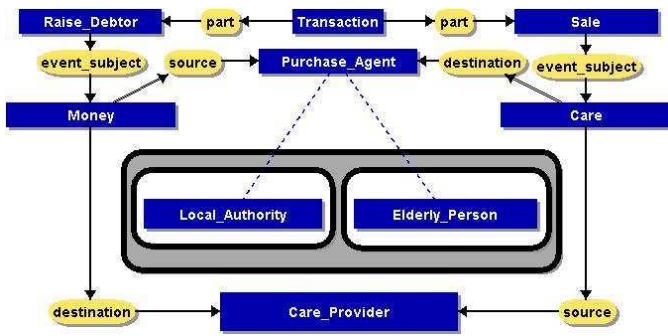 Raise_Debtor part Transaction part Sale
event_subject source Purchase_Agent destination event_subject
Money Care
Local_Authority Elderly_Person
destination Care_Provider source